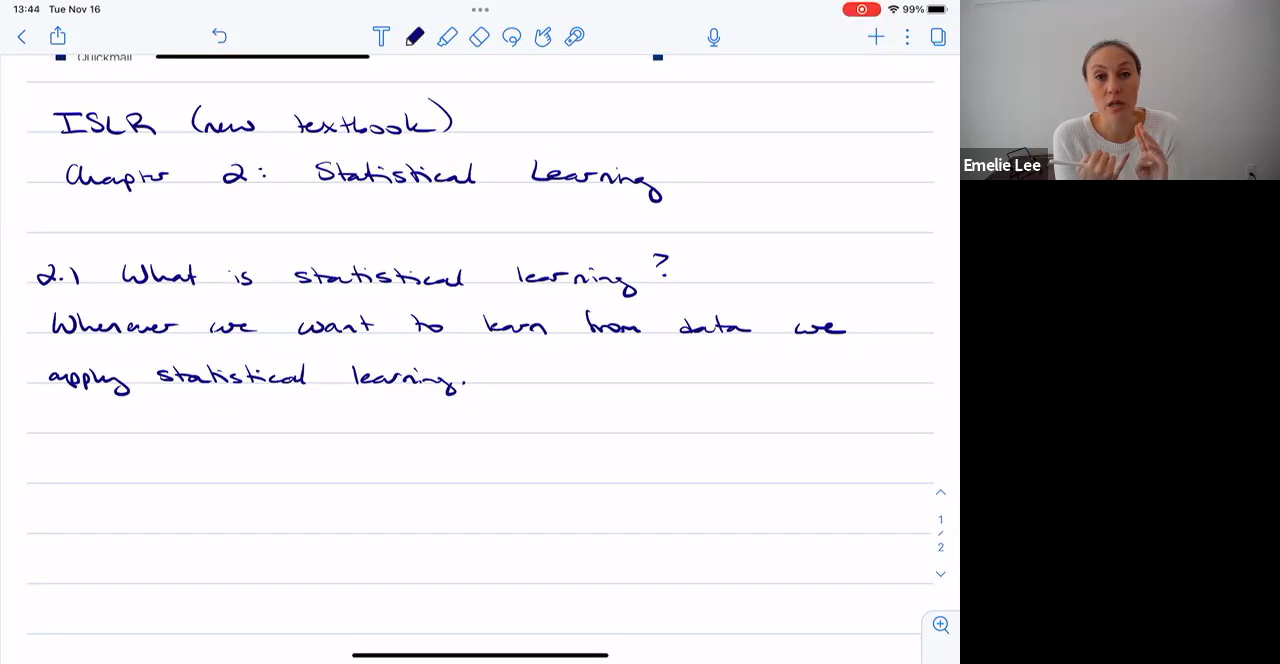 13:44 Tue Nov 16
99%
Quickmail
ISLR (new textbook)
Chapter 2: Statistical Learning
2.1 What is statistical learning?
Whenever we want to learn from data we
apply statistical learning.
Emelie Lee
1
/
2